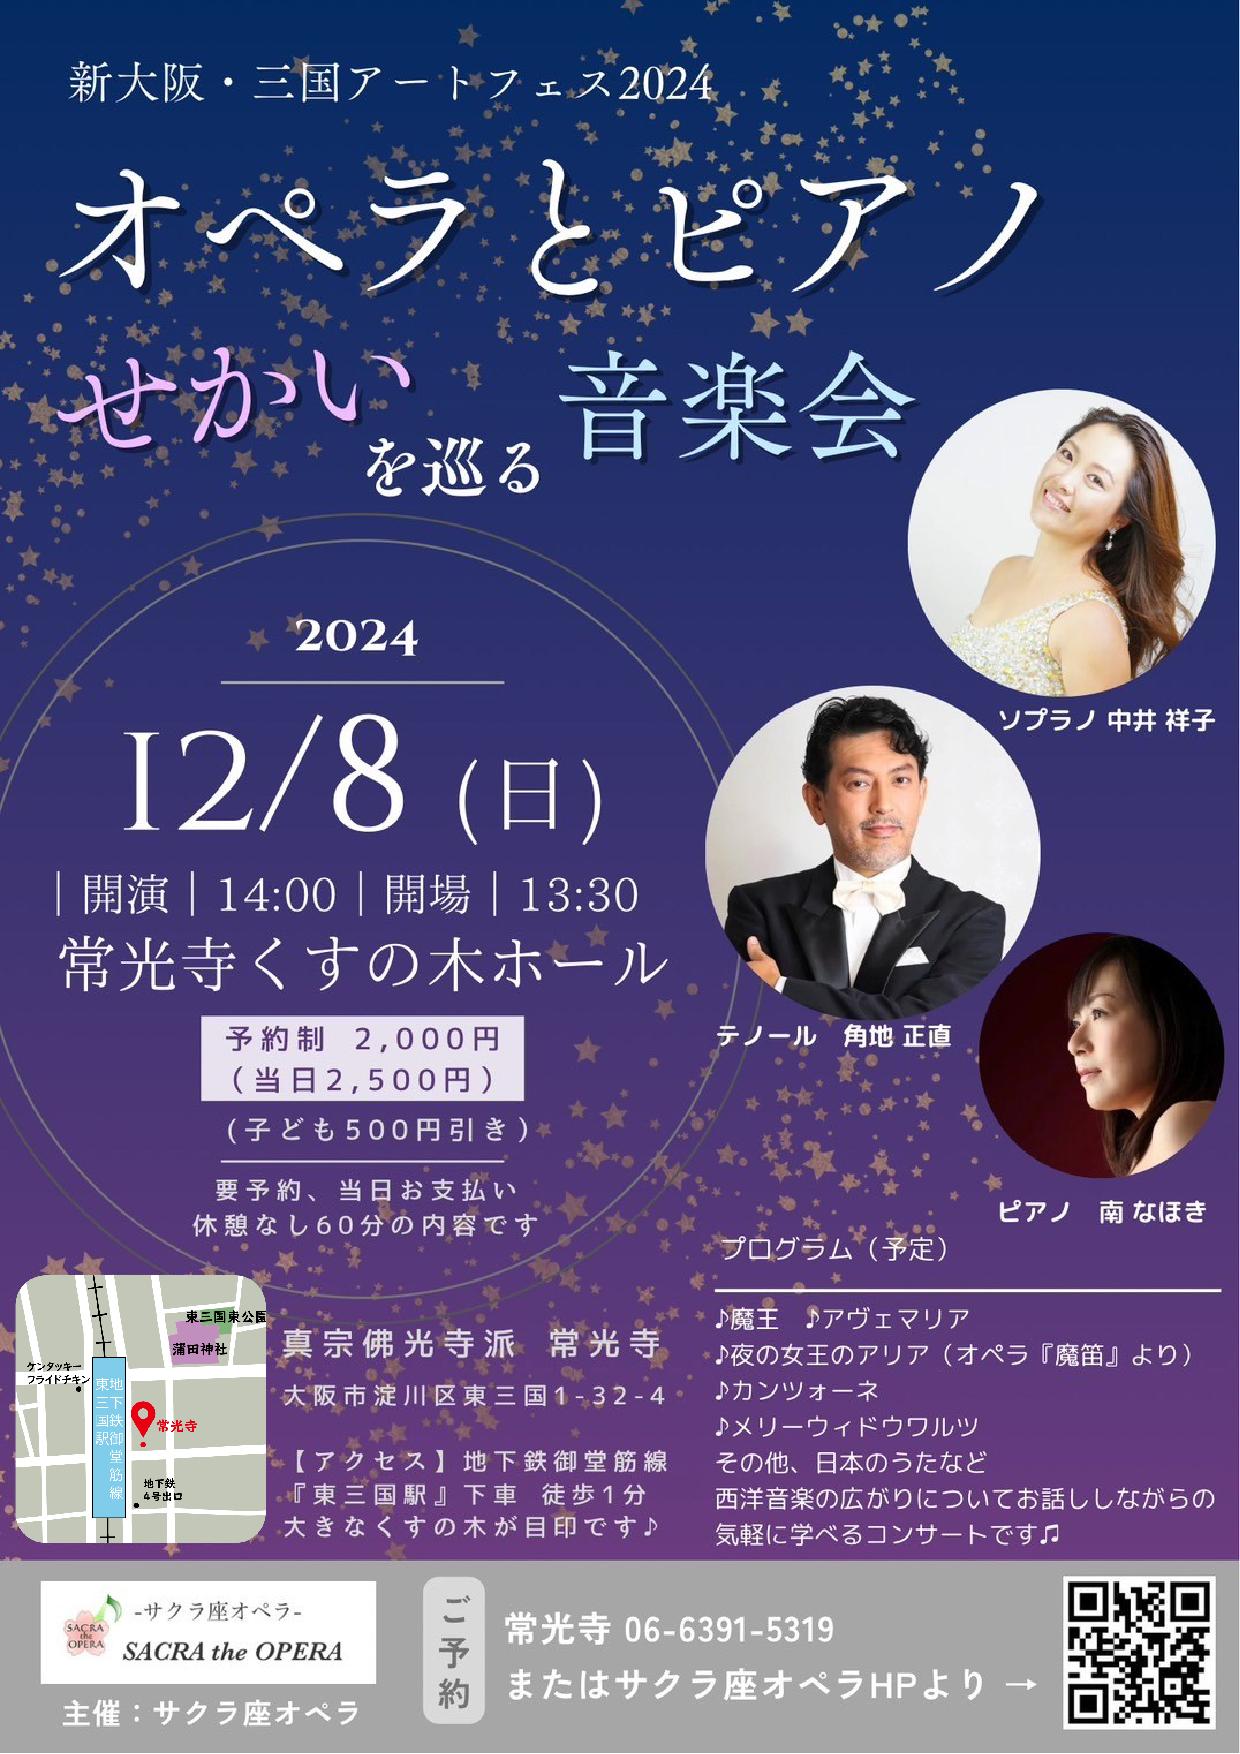 新大阪・三国アートフェス2024
オペラとピアノ
せかい
を巡る
音楽会
2024
12/8 (日)
｜開演｜14:00｜開場｜13:30
常光寺くすの木ホール
予約制 2,000円
(当日2,500円)
(子ども500円引き)
要予約、当日お支払い
休憩なし60分の内容です
ソプラノ 中井 祥子
テノール 角地 正直
ピアノ 南 なほき
プログラム（予定）
♪魔王 ♪アヴェマリア
♪夜の女王のアリア（オペラ『魔笛』より）
♪カンツォーネ
♪メリーウィドウワルツ
その他、日本のうたなど
西洋音楽の広がりについてお話ししながらの
気軽に学べるコンサートです♫
東三国東公園
蒲田神社
ケンタッキー
フライドチキン
地下鉄御堂筋線
東三国駅
常光寺
地下鉄
4号出口
真宗佛光寺派 常光寺
大阪市淀川区東三国1-32-4
【アクセス】地下鉄御堂筋線
『東三国駅』下車 徒歩1分
大きなくすの木が目印です♪
SACRA
the
OPERA
-サクラ座オペラ-
SACRA the OPERA
主催：サクラ座オペラ
ご予約
常光寺 06-6391-5319
またはサクラ座オペラHPより →